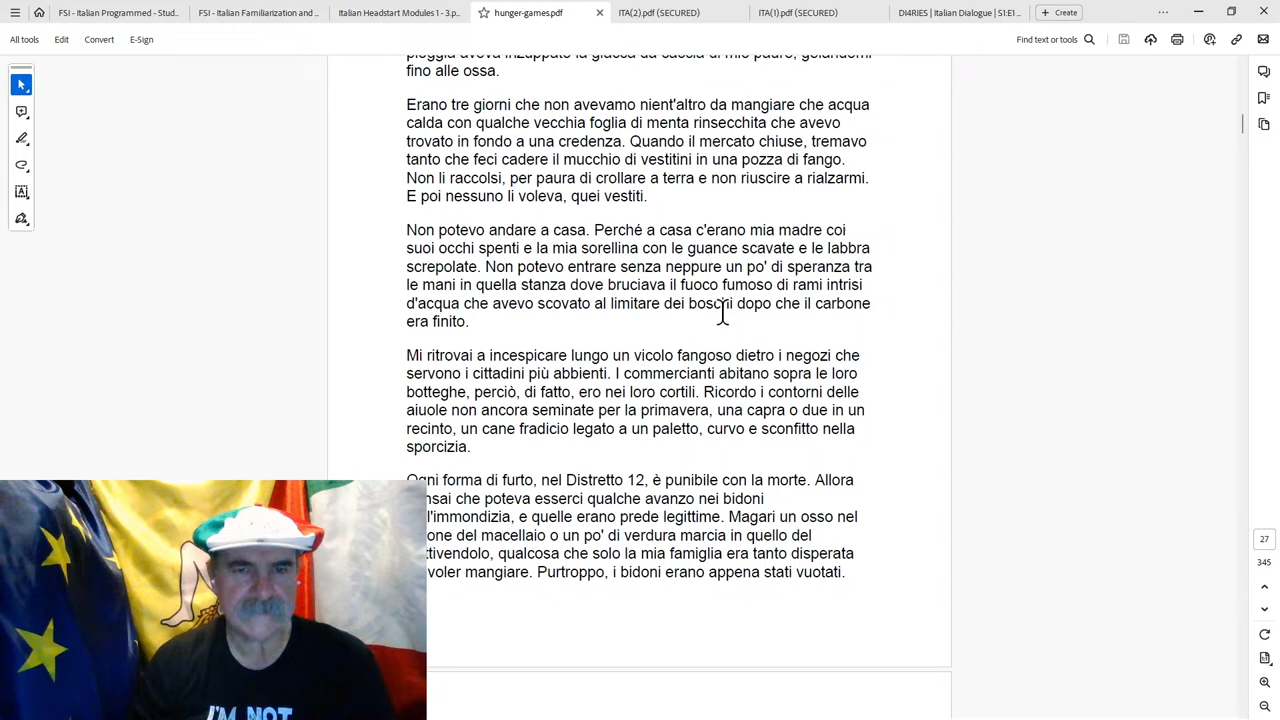 FSI - Italian Programmed - Stud...
FSI - Italian Familiarization and ...
Italian Headstart Modules 1 - 3.p...
hunger-games.pdf
ITA(2).pdf (SECURED)
ITA(1).pdf (SECURED)
DI4RIES | Italian Dialogue | S1:E1 ...
Create
All tools
Edit
Convert
E-Sign
Find text or tools
pioggia aveva inzuppato la giacca da caccia di mio padre, gelandomi
fino alle ossa.
Erano tre giorni che non avevamo nient'altro da mangiare che acqua
calda con qualche vecchia foglia di menta rinsecchita che avevo
trovato in fondo a una credenza. Quando il mercato chiuse, tremavo
tanto che feci cadere il mucchio di vestitini in una pozza di fango.
Non li raccolsi, per paura di crollare a terra e non riuscire a rialzarmi.
E poi nessuno li voleva, quei vestiti.
Non potevo andare a casa. Perché a casa c'erano mia madre coi
suoi occhi spenti e la mia sorellina con le guance scavate e le labbra
screpolate. Non potevo entrare senza neppure un po' di speranza tra
le mani in quella stanza dove bruciava il fuoco fumoso di rami intrisi
d'acqua che avevo scovato al limitare dei boschi dopo che il carbone
era finito.
Mi ritrovai a incespicare lungo un vicolo fangoso dietro i negozi che
servono i cittadini più abbienti. I commercianti abitano sopra le loro
botteghe, perciò, di fatto, ero nei loro cortili. Ricordo i contorni delle
aiuole non ancora seminate per la primavera, una capra o due in un
recinto, un cane fradicio legato a un paletto, curvo e sconfitto nella
sporcizia.
Ogni forma di furto, nel Distretto 12, è punibile con la morte. Allora
nsai che poteva esserci qualche avanzo nei bidoni
l'immondizia, e quelle erano prede legittime. Magari un osso nel
one del macellaio o un po' di verdura marcia in quello del
ttivendolo, qualcosa che solo la mia famiglia era tanto disperata
voler mangiare. Purtroppo, i bidoni erano appena stati vuotati.
27
345
I'M NOT